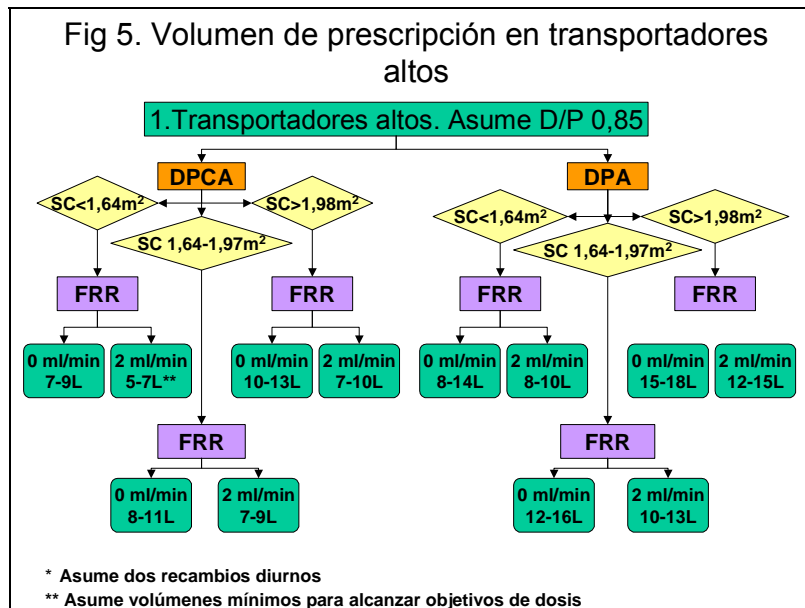 Fig 5. Volumen de prescripción en transportadores
altos
1.Transportadores altos. Asume D/P 0,85
DPCA
DPA
SC<1,64m²
SC>1,98m²
SC 1,64-1,97m²
SC<1,64m²
SC>1,98m²
SC 1,64-1,97m²
FRR
FRR
FRR
FRR
0 ml/min
7-9L
2 ml/min
5-7L**
0 ml/min
10-13L
2 ml/min
7-10L
0 ml/min
8-14L
2 ml/min
8-10L
0 ml/min
15-18L
2 ml/min
12-15L
FRR
FRR
0 ml/min
8-11L
2 ml/min
7-9L
0 ml/min
12-16L
2 ml/min
10-13L
* Asume dos recambios diurnos
** Asume volúmenes mínimos para alcanzar objetivos de dosis